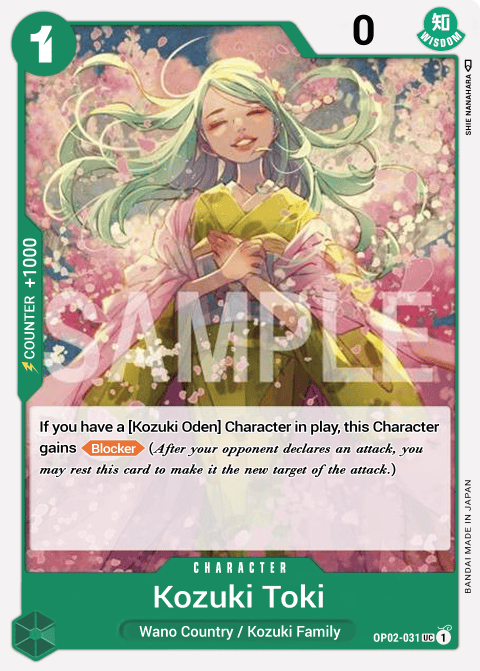 1
0
知
WISDOM
SHIE NANAHARA
COUNTER +1000
SAMPLE
If you have a [Kozuki Oden] Character in play, this Character
gains Blocker (After your opponent declares an attack, you
may rest this card to make it the new target of the attack.)
BANDAI MADE IN JAPAN
CHARACTER
Kozuki Toki
Wano Country / Kozuki Family
OP02-031 UC 1